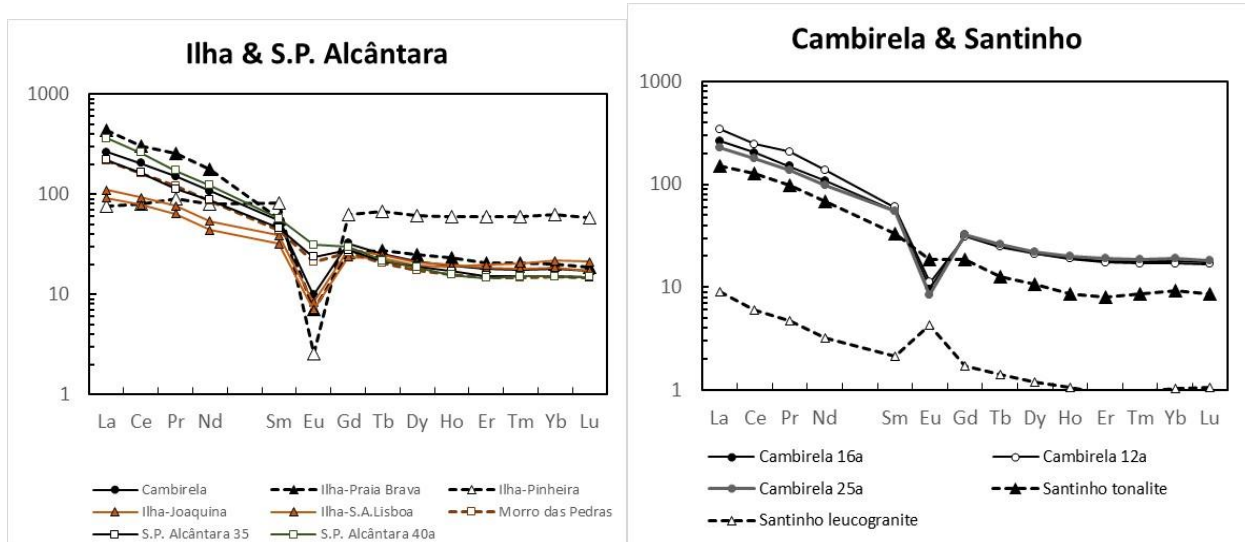 Ilha & S.P. Alcântara
1000
100
10
1
La Ce Pr Nd Sm Eu Gd Tb Dy Ho Er Tm Yb Lu
Cambirela Ilha-Praia Brava Ilha-Pinheira
Ilha-Joaquina Ilha-S.A.Lisboa Morro das Pedras
S.P. Alcântara 35 S.P. Alcântara 40a
Cambirela & Santinho
1000
100
10
1
La Ce Pr Nd Sm Eu Gd Tb Dy Ho Er Tm Yb Lu
Cambirela 16a Cambirela 12a
Cambirela 25a Santinho tonalite
Santinho leucogranite